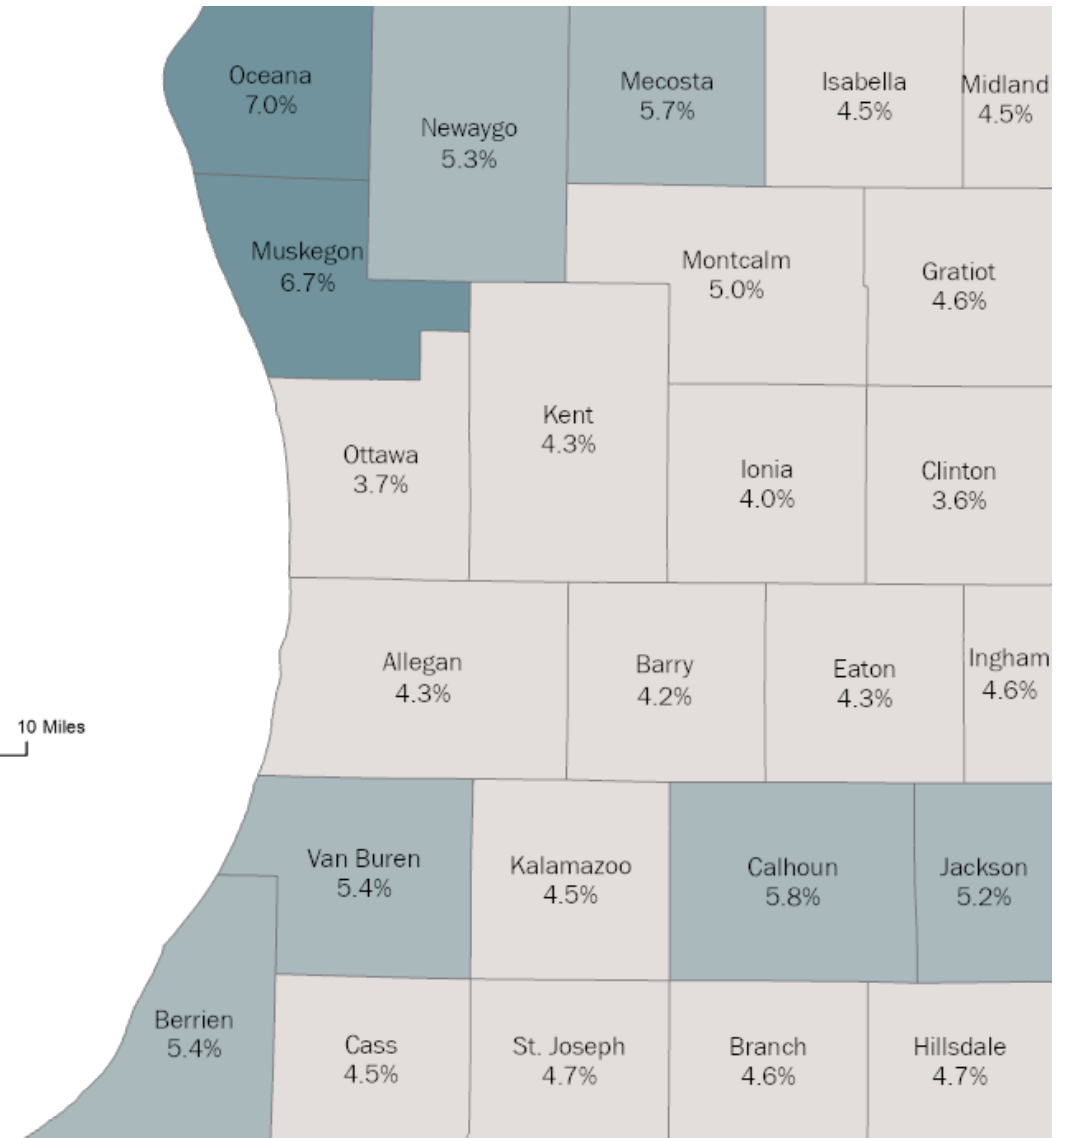 Oceana
7.0%
Newaygo
5.3%
Mecosta
5.7%
Isabella
4.5%
Midland
4.5%
Muskegon
6.7%
Montcalm
5.0%
Gratiot
4.6%
Ottawa
3.7%
Kent
4.3%
Ionia
4.0%
Clinton
3.6%
Allegan
4.3%
Barry
4.2%
Eaton
4.3%
Ingham
4.6%
10 Miles
Van Buren
5.4%
Kalamazoo
4.5%
Calhoun
5.8%
Jackson
5.2%
Berrien
5.4%
Cass
4.5%
St. Joseph
4.7%
Branch
4.6%
Hillsdale
4.7%